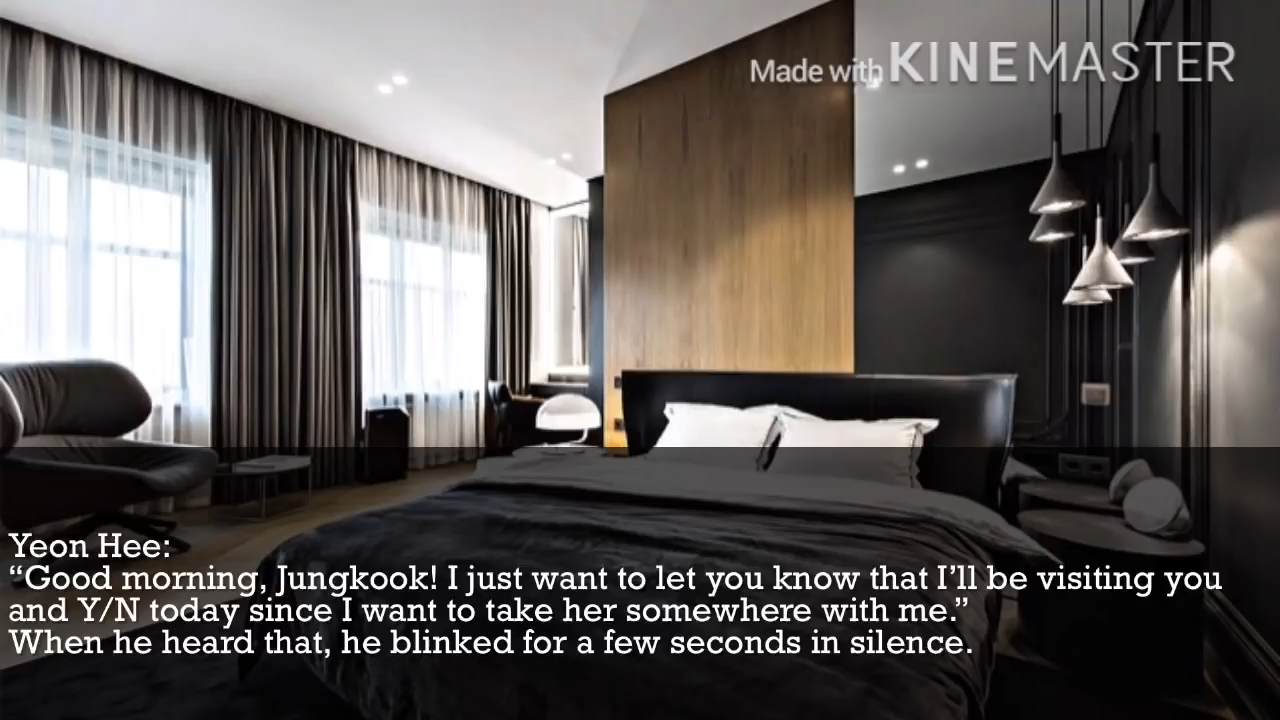 Made with KINEMASTER
Yeon Hee:
“Good morning, Jungkook! I just want to let you know that I’ll be visiting you
and Y/N today since I want to take her somewhere with me.”
When he heard that, he blinked for a few seconds in silence.